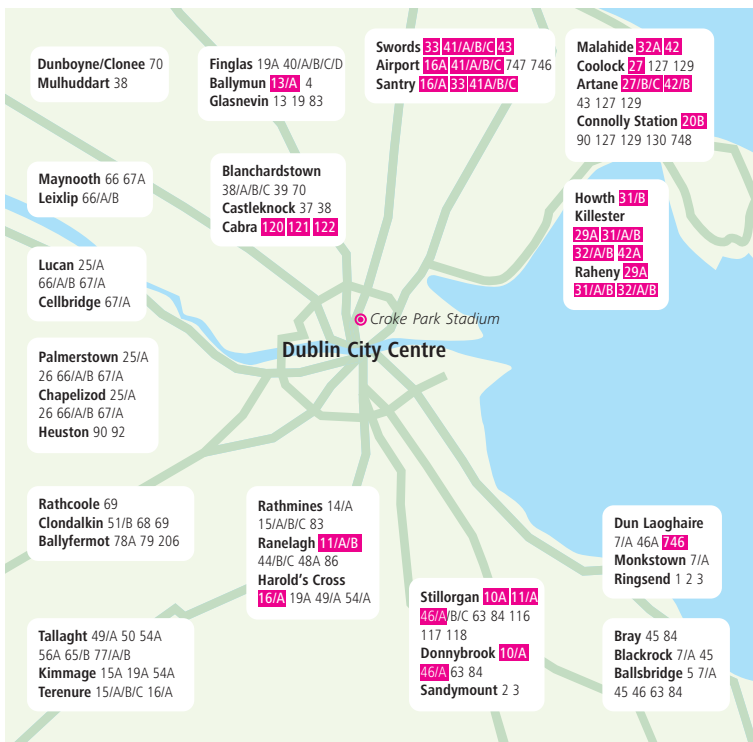 Dunboyne/Clonee 70
Mulhuddart 38
Finglas 19A 40/A/B/C/D
Ballymun 13/A 4
Glasnevin 13 19 83
Swords 33 41/A/B/C 43
Airport 16A 41/A/B/C 747 746
Santry 16/A 33 41A/B/C
Malahide 32A 42
Coolock 27 127 129
Artane 27/B/C 42/B
43 127 129
Connolly Station 20B
90 127 129 130 748
Maynooth 66 67A
Leixlip 66/A/B
Blanchardstown
38/A/B/C 39 70
Castleknock 37 38
Cabra 120 121 122
Howth 31/B
Killester
29A 31/A/B
32/A/B 42A
Raheny 29A
31/A/B 32/A/B
Lucan 25/A
66/A/B 67/A
Cellbridge 67/A
Croke Park Stadium
Dublin City Centre
Palmerstown 25/A
26 66/A/B 67/A
Chapelizod 25/A
26 66/A/B 67/A
Heuston 90 92
Rathcoole 69
Clondalkin 51/B 68 69
Ballyfermot 78A 79 206
Rathmines 14/A
15/A/B/C 83
Ranelagh 11/A/B
44/B/C 48A 86
Harold's Cross
16/A 19A 49/A 54/A
Dun Laoghaire
7/A 46A 746
Monkstown 7/A
Ringsend 1 2 3
Stillorgan 10A 11/A
46/A/B/C 63 84 116
117 118
Donnybrook 10/A
46/A 63 84
Sandymount 2 3
Tallaght 49/A 50 54A
56A 65/B 77/A/B
Kimmage 15A 19A 54A
Terenure 15/A/B/C 16/A
Bray 45 84
Blackrock 7/A 45
Ballsbridge 5 7/A
45 46 63 84